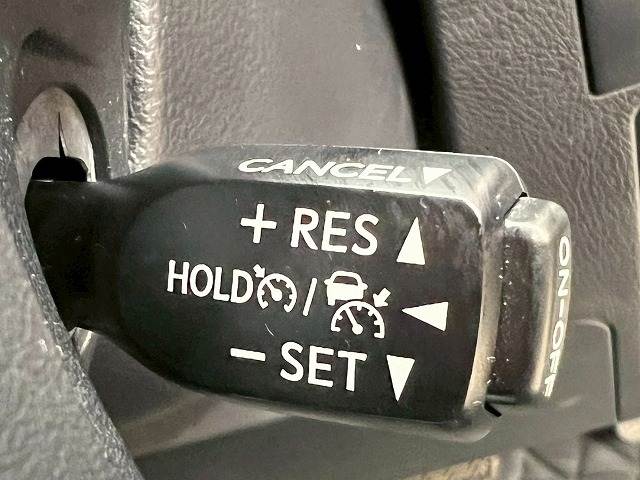 CANCEL▼
+ RES ▲
HOLD / ◀
− SET ▼
ON-OFF